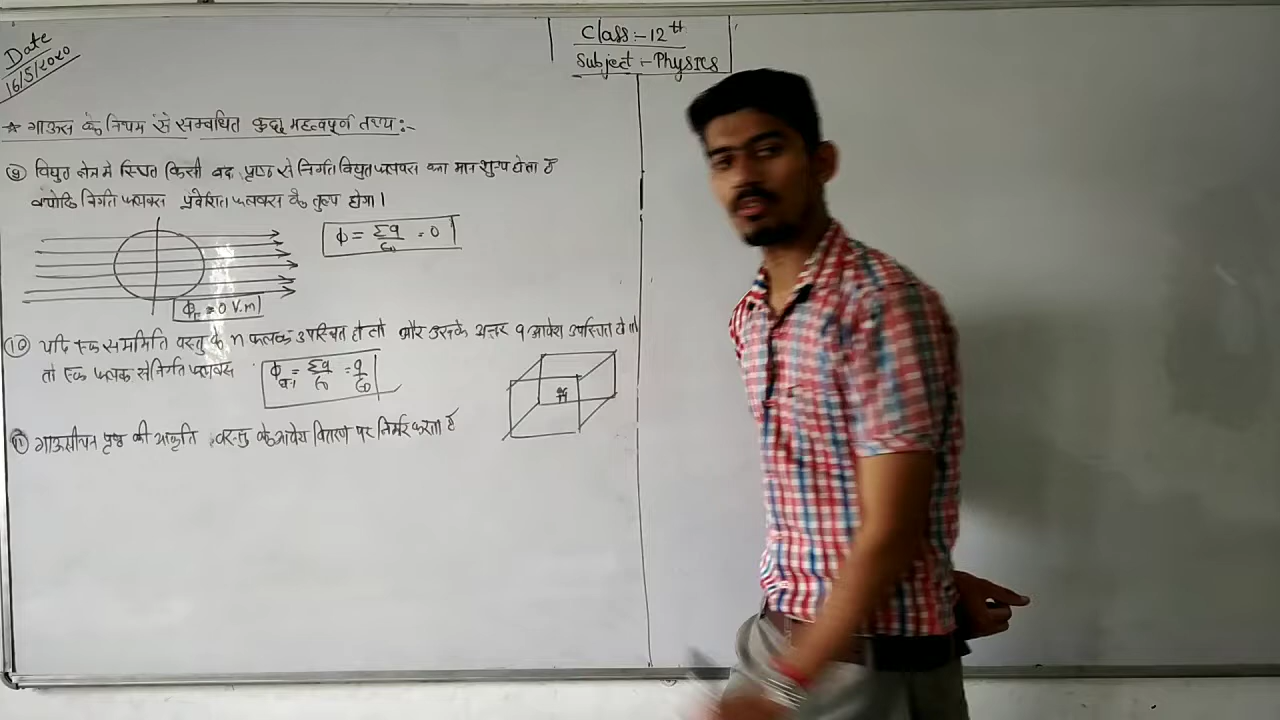 Date
16/5/2020
Class:-12th
Subject:-Physics
* गाऊस के नियम से सम्बंधित कुछ महत्वपूर्ण तथ्य:-
⑨ विद्युत क्षेत्र मे स्थित किसी बंद पृष्ठ से निर्गत विद्युत फ्लक्स का मान शून्य होता है
क्योंकि निर्गत फ्लक्स प्रवेशित फ्लक्स के तुल्य होगा।
ϕ = Σq/ϵ₀ = 0
= 0 V.m
⑩ यदि एक सममिति वस्तु के n फलक उपस्थित हो तो और उसके अन्दर q आवेश उपस्थित हो तो
तो एक फलक से निर्गत फ्लक्स
= Σq/ϵ₀ = q/ϵ₀
⑪ गाऊसीयन पृष्ठ की आकृति वस्तु के आवेश वितरण पर निर्भर करता है